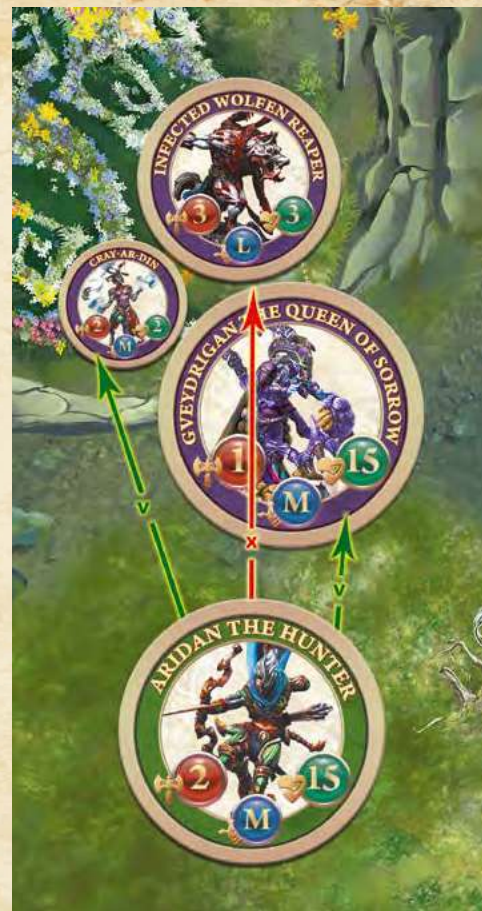 INFECTED WOLFEN REAPER
3
3
L
CRAY-AR-DIN
2
2
M
GVEYDRIGAN THE QUEEN OF SORROW
1
15
M
v
x
v
ARIDAN THE HUNTER
2
15
M